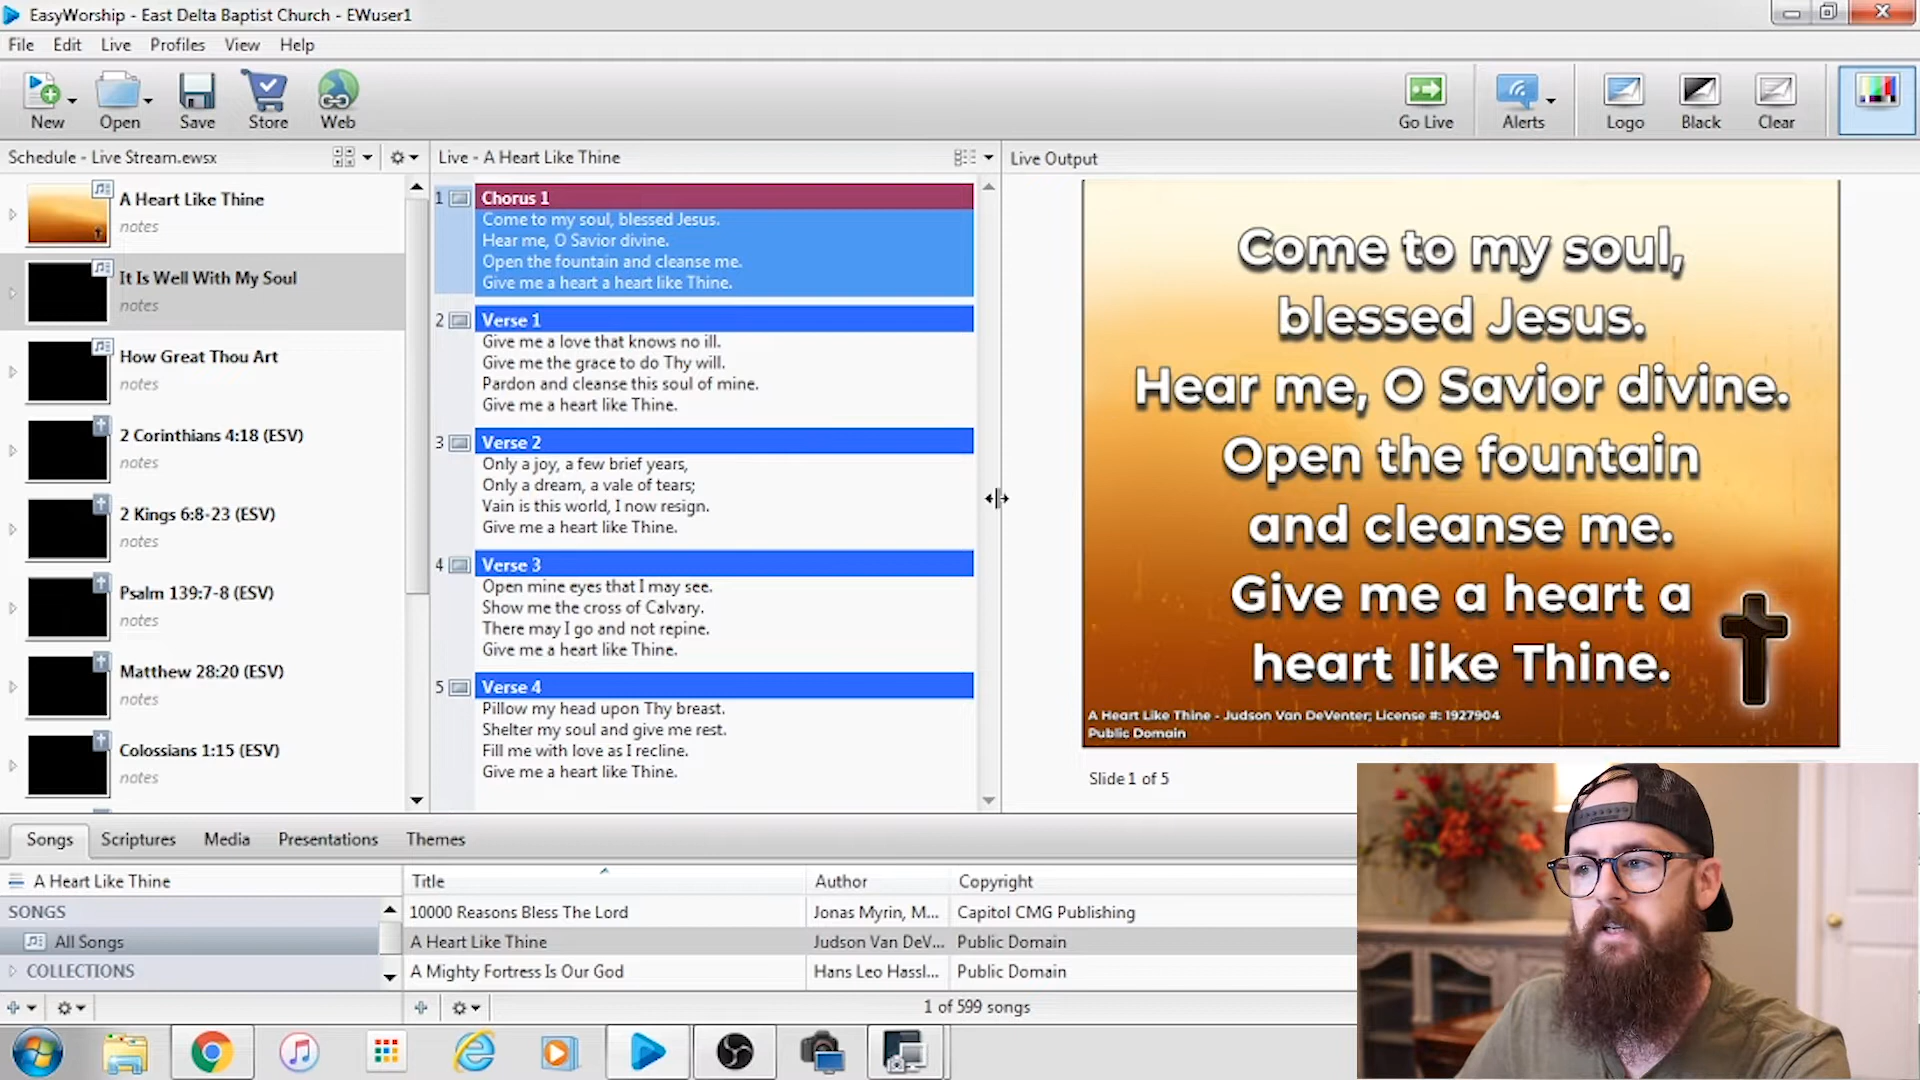 EasyWorship - East Delta Baptist Church - EWuser1
File Edit Live Profiles View Help
New Open Save Store Web
Go Live Alerts Logo Black Clear
Schedule - Live Stream.ewsx
A Heart Like Thine
notes
It Is Well With My Soul
notes
How Great Thou Art
notes
2 Corinthians 4:18 (ESV)
notes
2 Kings 6:8-23 (ESV)
notes
Psalm 139:7-8 (ESV)
notes
Matthew 28:20 (ESV)
notes
Colossians 1:15 (ESV)
notes
Live - A Heart Like Thine
1 Chorus 1
Come to my soul, blessed Jesus.
Hear me, O Savior divine.
Open the fountain and cleanse me.
Give me a heart a heart like Thine.
2 Verse 1
Give me a love that knows no ill.
Give me the grace to do Thy will.
Pardon and cleanse this soul of mine.
Give me a heart like Thine.
3 Verse 2
Only a joy, a few brief years,
Only a dream, a vale of tears;
Vain is this world, I now resign.
Give me a heart like Thine.
4 Verse 3
Open mine eyes that I may see.
Show me the cross of Calvary.
There may I go and not repine.
Give me a heart like Thine.
5 Verse 4
Pillow my head upon Thy breast.
Shelter my soul and give me rest.
Fill me with love as I recline.
Give me a heart like Thine.
Live Output
Come to my soul,
blessed Jesus.
Hear me, O Savior divine.
Open the fountain
and cleanse me.
Give me a heart a
heart like Thine.
A Heart Like Thine - Judson Van DeVenter; License #: 1927904
Public Domain
Slide 1 of 5
Songs Scriptures Media Presentations Themes
A Heart Like Thine
SONGS
All Songs
COLLECTIONS
Title Author Copyright
10000 Reasons Bless The Lord Jonas Myrin, M... Capitol CMG Publishing
A Heart Like Thine Judson Van DeV... Public Domain
A Mighty Fortress Is Our God Hans Leo Hassl... Public Domain
1 of 599 songs